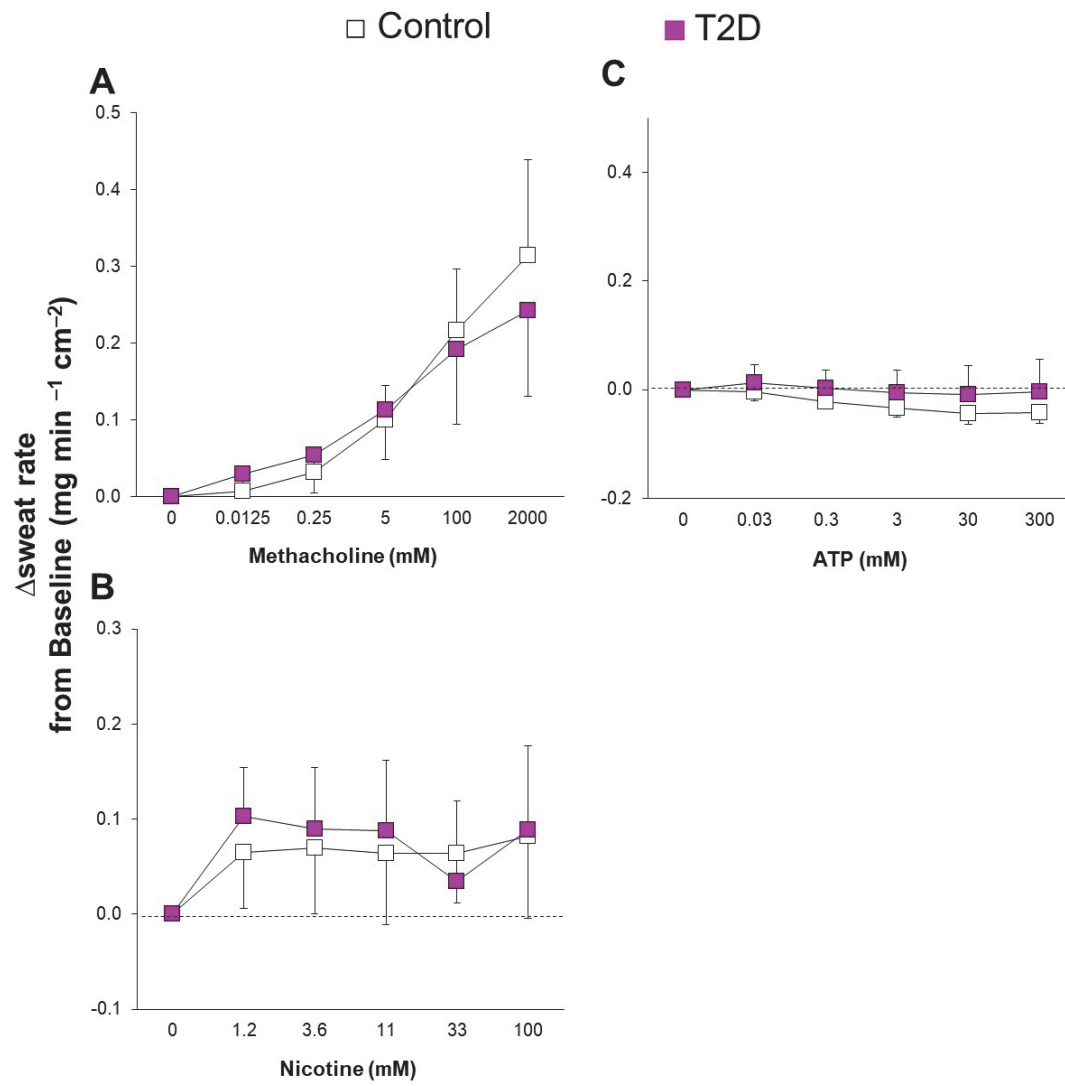 Control
T2D
A
0.5
0.4
0.3
0.2
0.1
0.0
0 0.0125 0.25 5 100 2000
Methacholine (mM)
C
0.4
0.2
0.0
-0.2
0 0.03 0.3 3 30 300
ATP (mM)
Δsweat rate
from Baseline (mg min ⁻¹ cm⁻²)
B
0.3
0.2
0.1
0.0
-0.1
0 1.2 3.6 11 33 100
Nicotine (mM)